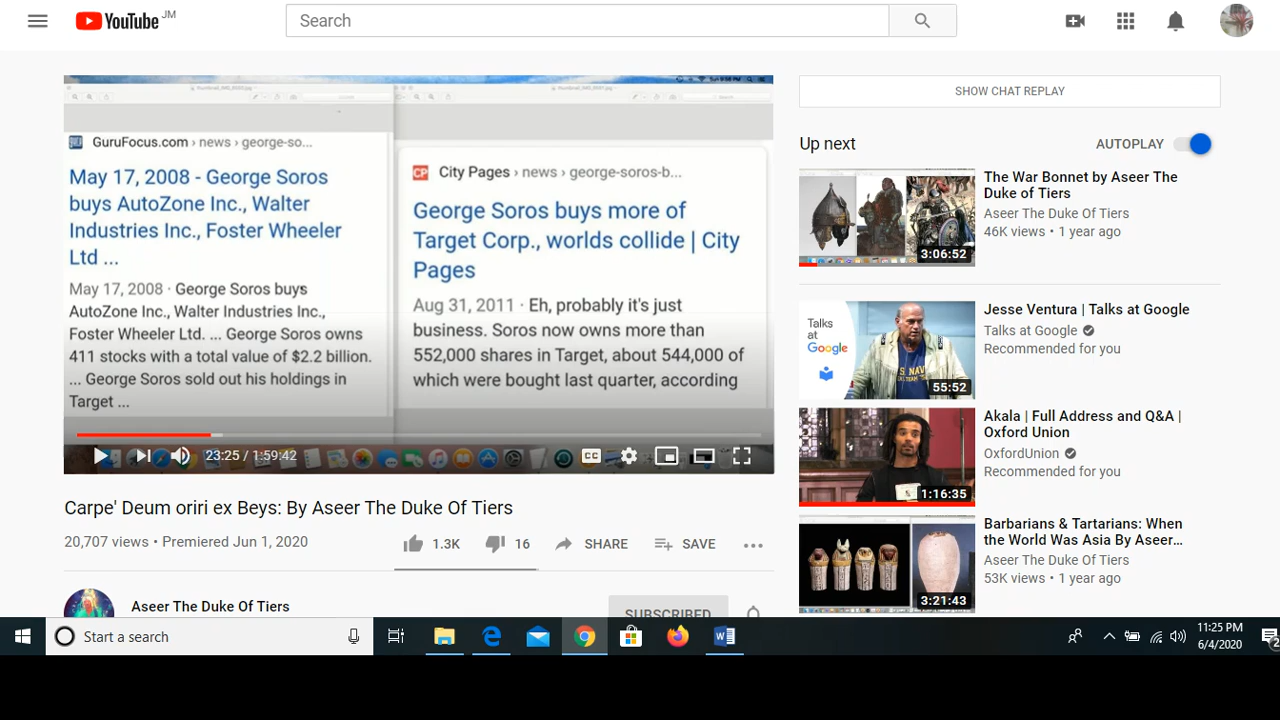 YouTube JM
Search
GuruFocus.com › news › george-so...
May 17, 2008 - George Soros
buys AutoZone Inc., Walter
Industries Inc., Foster Wheeler
Ltd ...
May 17, 2008 · George Soros buys
AutoZone Inc., Walter Industries Inc.,
Foster Wheeler Ltd. ... George Soros owns
411 stocks with a total value of $2.2 billion.
... George Soros sold out his holdings in
Target ...
CP City Pages › news › george-soros-b...
George Soros buys more of
Target Corp., worlds collide | City
Pages
Aug 31, 2011 · Eh, probably it's just
business. Soros now owns more than
552,000 shares in Target, about 544,000 of
which were bought last quarter, according
23:25 / 1:59:42
CC
Carpe' Deum oriri ex Beys: By Aseer The Duke Of Tiers
20,707 views • Premiered Jun 1, 2020
1.3K
16
SHARE
SAVE
Aseer The Duke Of Tiers
SUBSCRIBED
SHOW CHAT REPLAY
Up next
AUTOPLAY
The War Bonnet by Aseer The
Duke of Tiers
Aseer The Duke Of Tiers
46K views • 1 year ago
3:06:52
Talks
at
Google
55:52
Jesse Ventura | Talks at Google
Talks at Google
Recommended for you
Akala | Full Address and Q&A |
Oxford Union
OxfordUnion
Recommended for you
1:16:35
Barbarians & Tartarians: When
the World Was Asia By Aseer...
Aseer The Duke Of Tiers
53K views • 1 year ago
3:21:43
Start a search
11:25 PM
6/4/2020
2